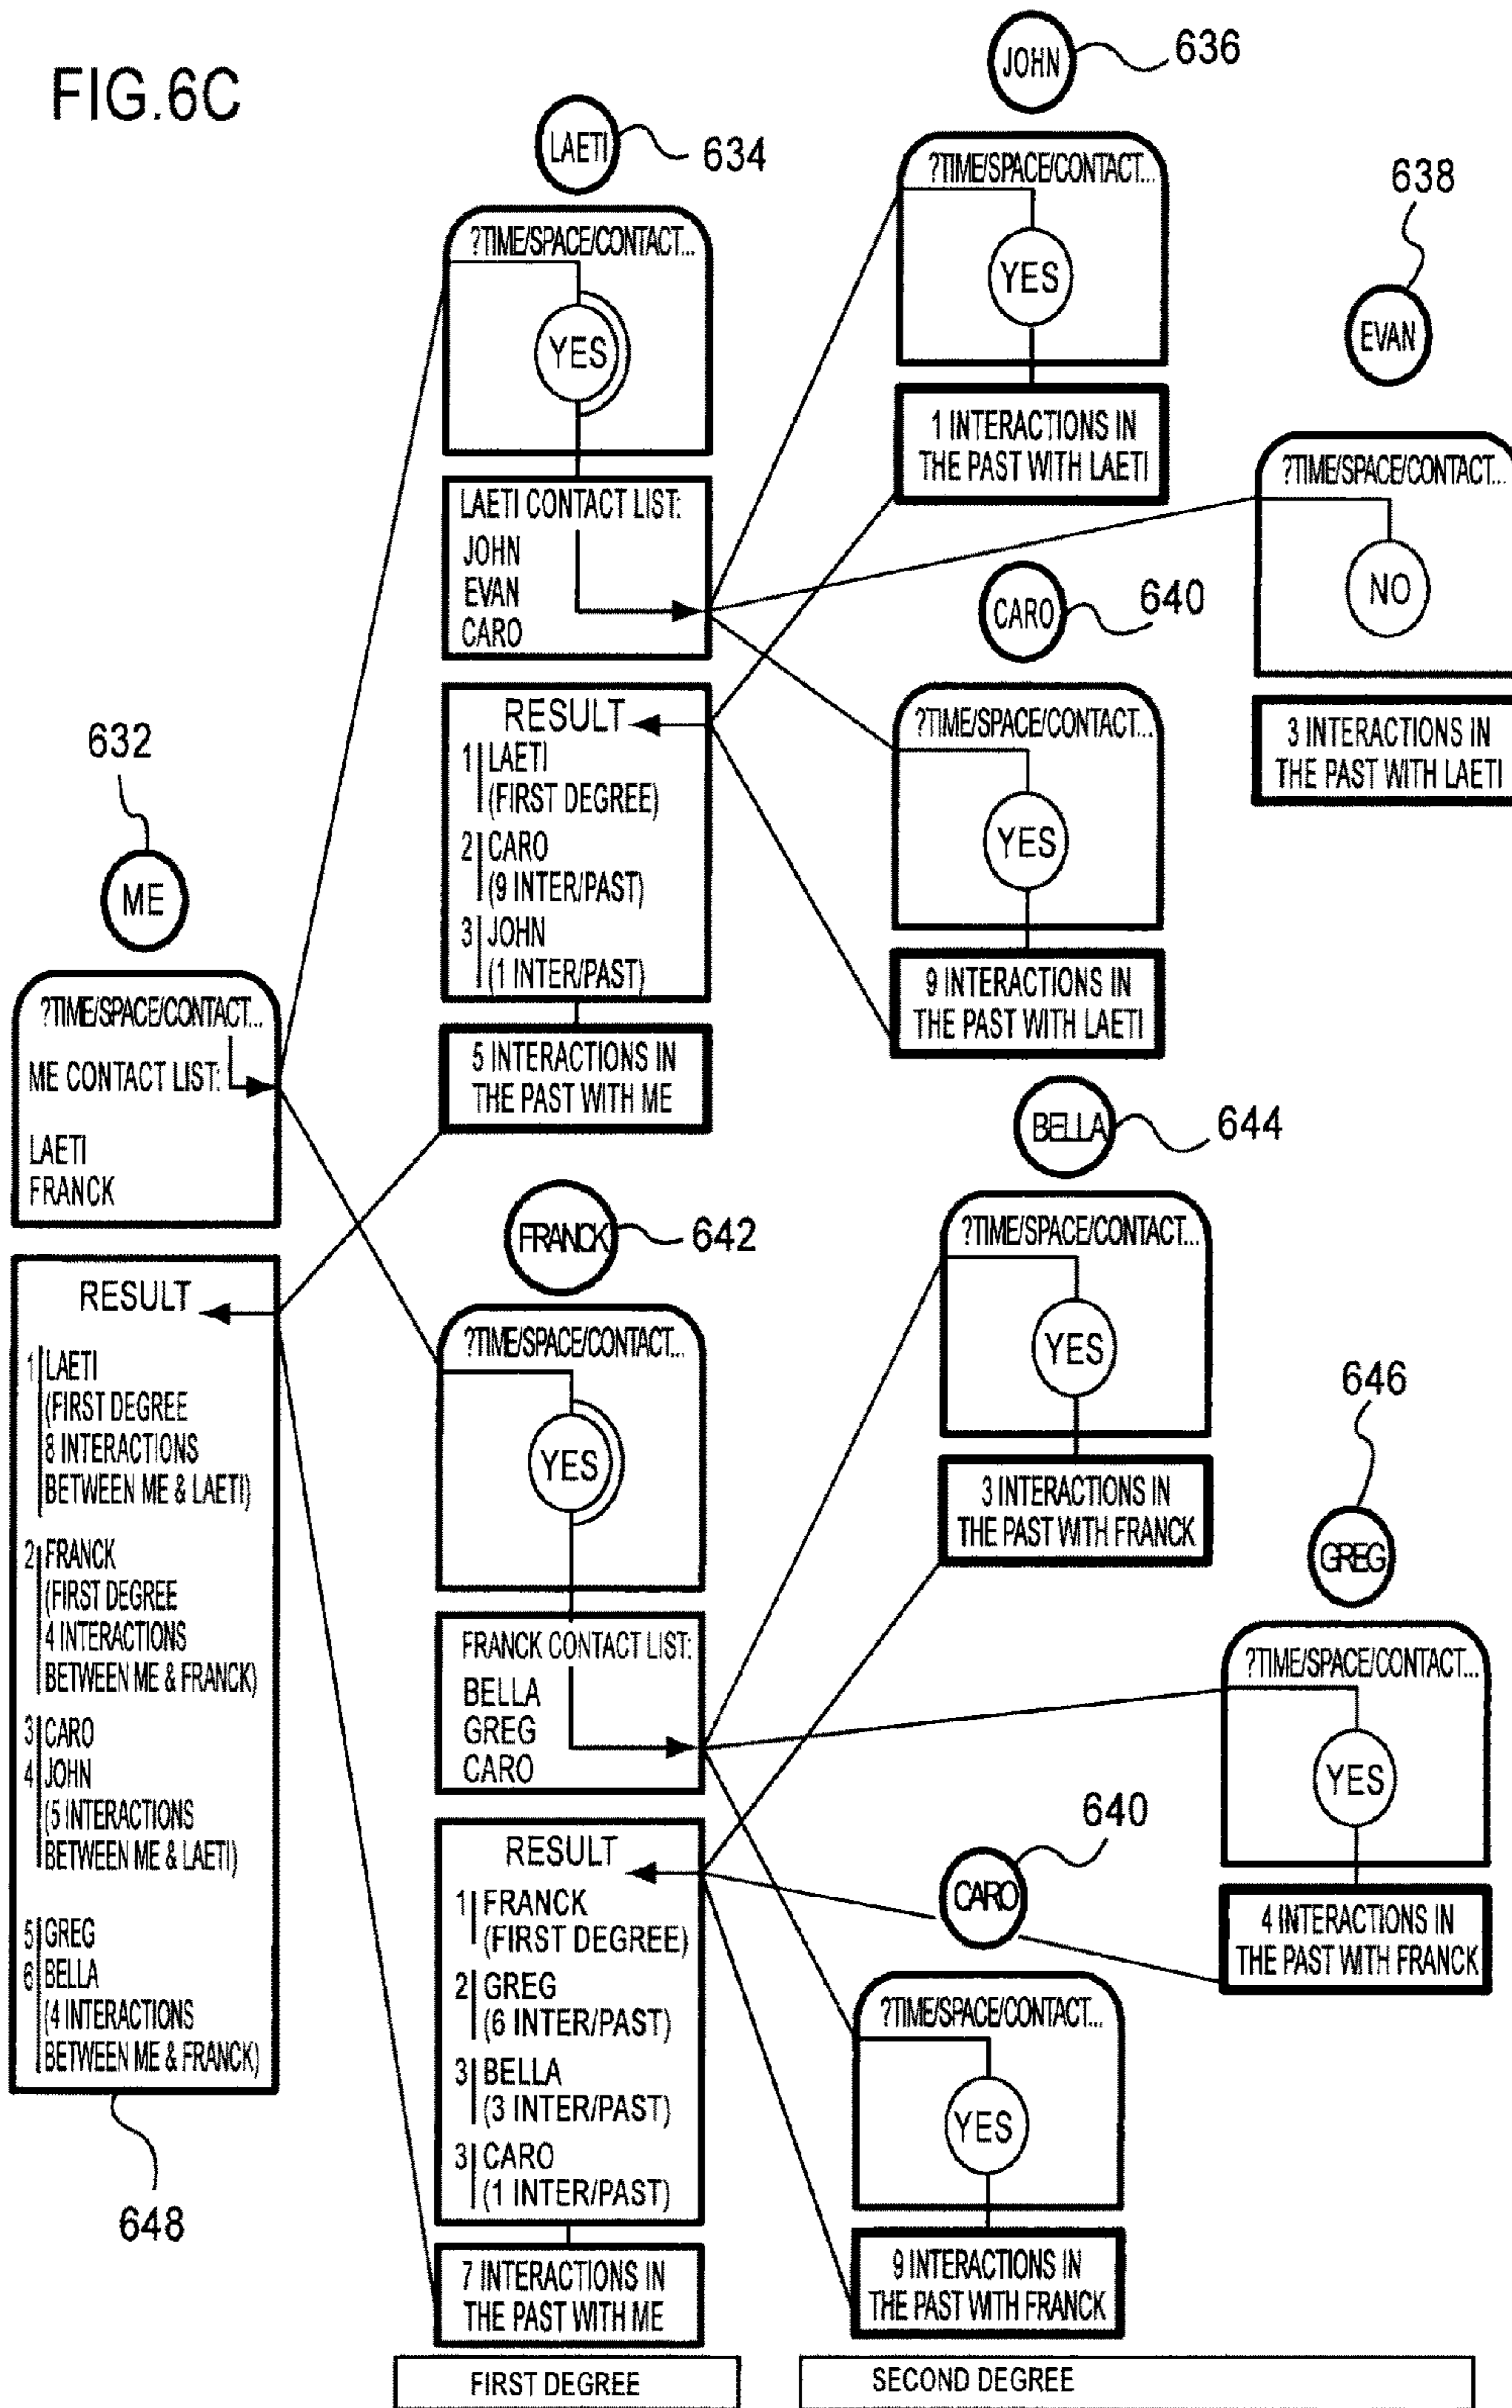 FIG.6C
JOHN
636
LAETI
634
?TIME/SPACE/CONTACT...
YES
638
EVAN
?TIME/SPACE/CONTACT...
YES
1 INTERACTIONS IN
THE PAST WITH LAETI
?TIME/SPACE/CONTACT...
NO
3 INTERACTIONS IN
THE PAST WITH LAETI
LAETI CONTACT LIST:
JOHN
EVAN
CARO
CARO
640
?TIME/SPACE/CONTACT...
YES
9 INTERACTIONS IN
THE PAST WITH LAETI
RESULT
1 LAETI
(FIRST DEGREE)
2 CARO
(9 INTER/PAST)
3 JOHN
(1 INTER/PAST)
5 INTERACTIONS IN
THE PAST WITH ME
632
ME
?TIME/SPACE/CONTACT...
ME CONTACT LIST:
LAETI
FRANCK
RESULT
1 LAETI
(FIRST DEGREE
8 INTERACTIONS
BETWEEN ME & LAETI)
2 FRANCK
(FIRST DEGREE
4 INTERACTIONS
BETWEEN ME & FRANCK)
3 CARO
4 JOHN
(5 INTERACTIONS
BETWEEN ME & LAETI)
5 GREG
6 BELLA
(4 INTERACTIONS
BETWEEN ME & FRANCK)
648
FRANCK
642
?TIME/SPACE/CONTACT...
YES
FRANCK CONTACT LIST:
BELLA
GREG
CARO
RESULT
1 FRANCK
(FIRST DEGREE)
2 GREG
(6 INTER/PAST)
3 BELLA
(3 INTER/PAST)
3 CARO
(1 INTER/PAST)
7 INTERACTIONS IN
THE PAST WITH ME
BELLA
644
?TIME/SPACE/CONTACT...
YES
3 INTERACTIONS IN
THE PAST WITH FRANCK
646
GREG
?TIME/SPACE/CONTACT...
YES
4 INTERACTIONS IN
THE PAST WITH FRANCK
640
CARO
?TIME/SPACE/CONTACT...
YES
9 INTERACTIONS IN
THE PAST WITH FRANCK
FIRST DEGREE
SECOND DEGREE